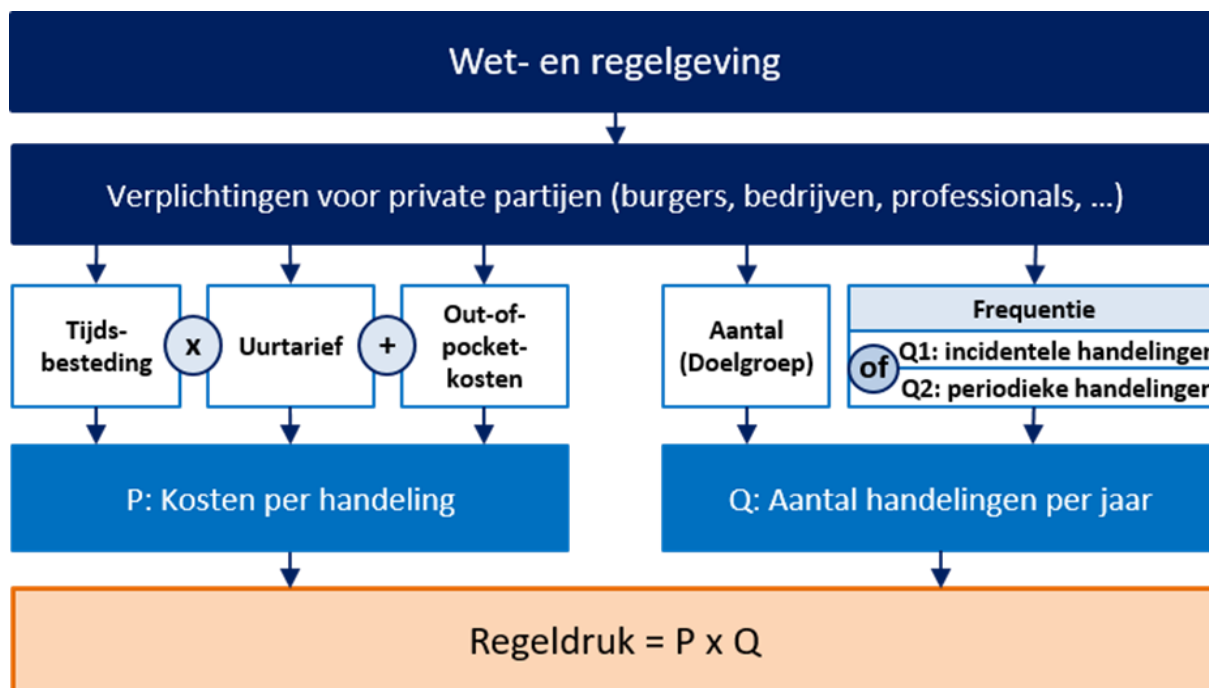 Wet- en regelgeving
Verplichtingen voor private partijen (burgers, bedrijven, professionals, ...)
Tijds-
besteding
x
Uurtarief
+
Out-of-
pocket-
kosten
Aantal
(Doelgroep)
Frequentie
of
Q1: incidentele handelingen
Q2: periodieke handelingen
P: Kosten per handeling
Q: Aantal handelingen per jaar
Regeldruk = P x Q